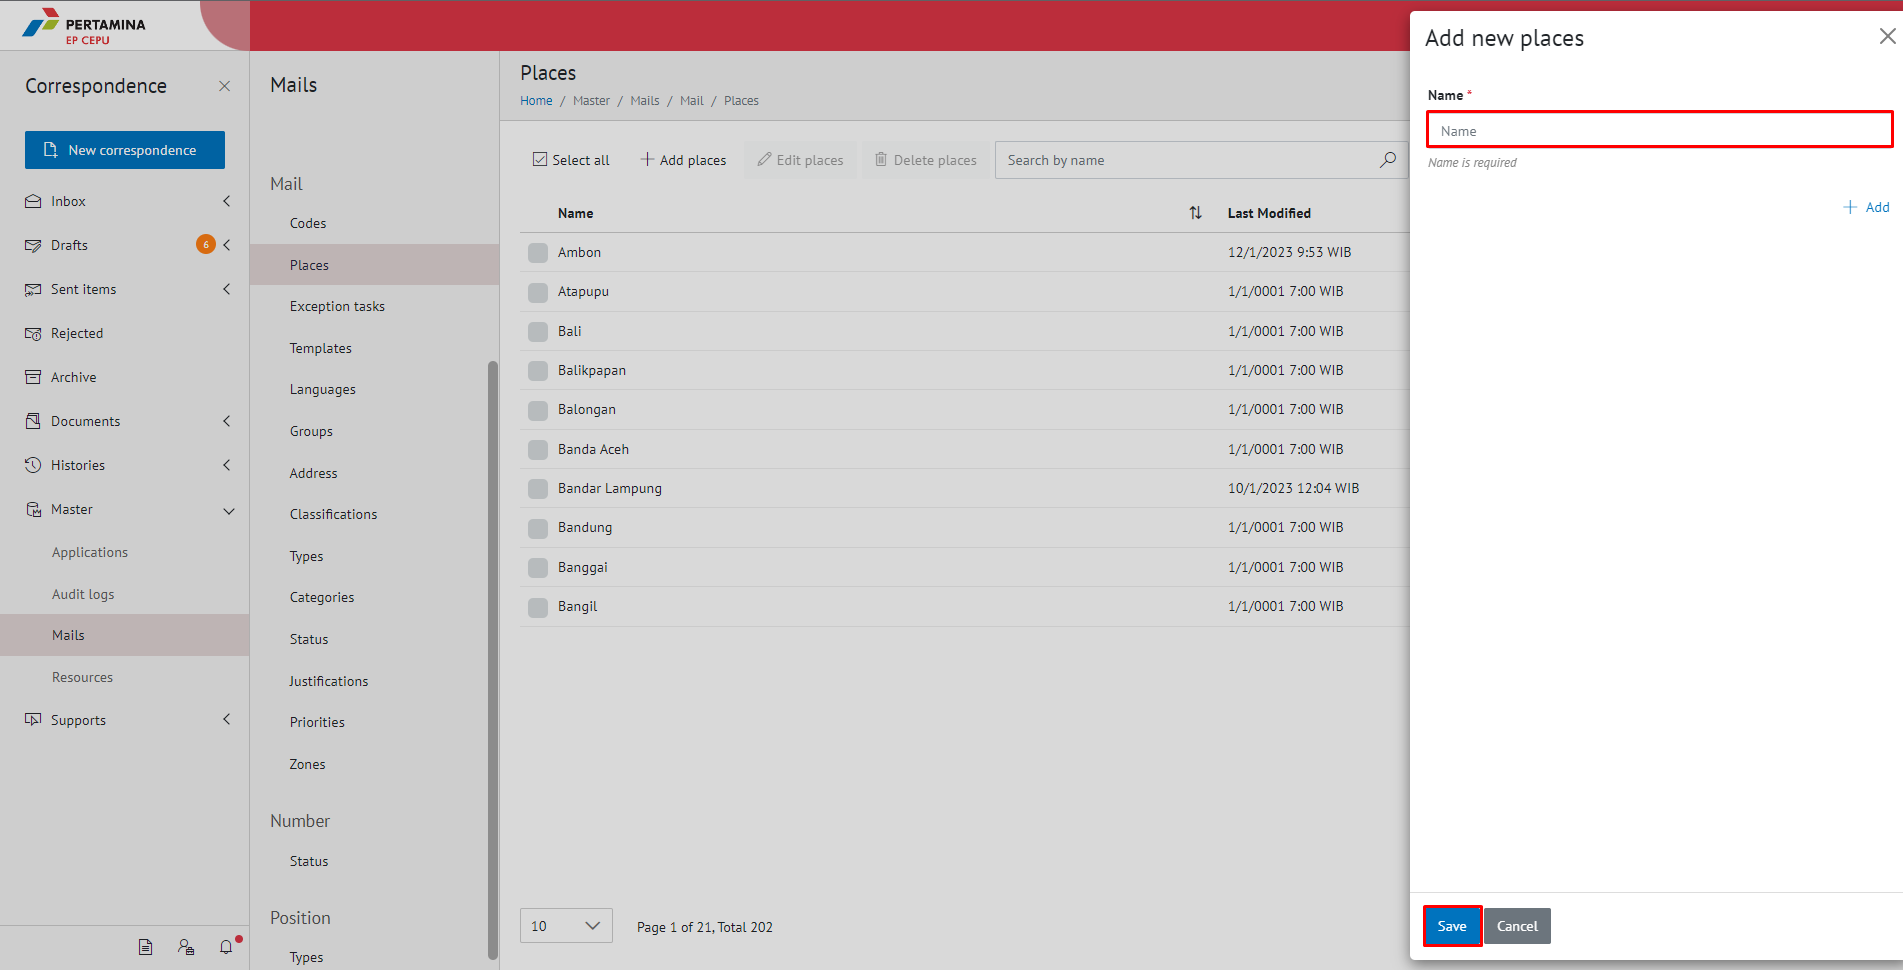 PERTAMINA
EP CEPU
Correspondence
New correspondence
Inbox
Drafts
6
Sent items
Rejected
Archive
Documents
Histories
Master
Applications
Audit logs
Mails
Resources
Supports
Mails
Mail
Codes
Places
Exception tasks
Templates
Languages
Groups
Address
Classifications
Types
Categories
Status
Justifications
Priorities
Zones
Number
Status
Position
Types
Places
Home / Master / Mails / Mail / Places
Select all Add places Edit places Delete places Search by name
Name Last Modified
Ambon 12/1/2023 9:53 WIB
Atapupu 1/1/0001 7:00 WIB
Bali 1/1/0001 7:00 WIB
Balikpapan 1/1/0001 7:00 WIB
Balongan 1/1/0001 7:00 WIB
Banda Aceh 1/1/0001 7:00 WIB
Bandar Lampung 10/1/2023 12:04 WIB
Bandung 1/1/0001 7:00 WIB
Banggai 1/1/0001 7:00 WIB
Bangil 1/1/0001 7:00 WIB
10 Page 1 of 21, Total 202
Add new places
Name *
Name
Name is required
Add
Save Cancel